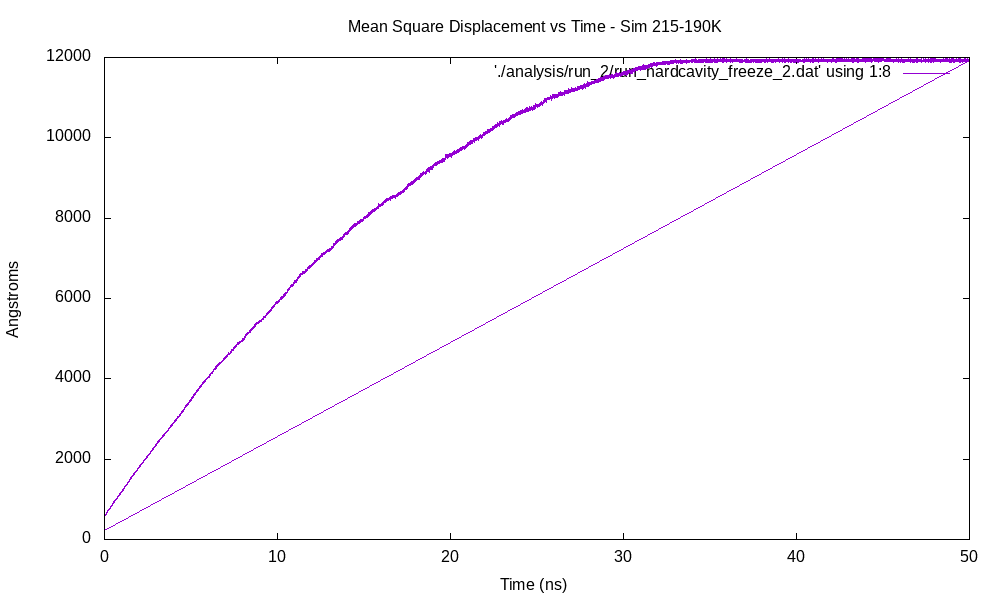 Mean Square Displacement vs Time - Sim 215-190K
'./analysis/run_2/run_hardcavity_freeze_2.dat' using 1:8
12000
10000
8000
6000
4000
2000
0
Angstroms
0 10 20 30 40 50
Time (ns)